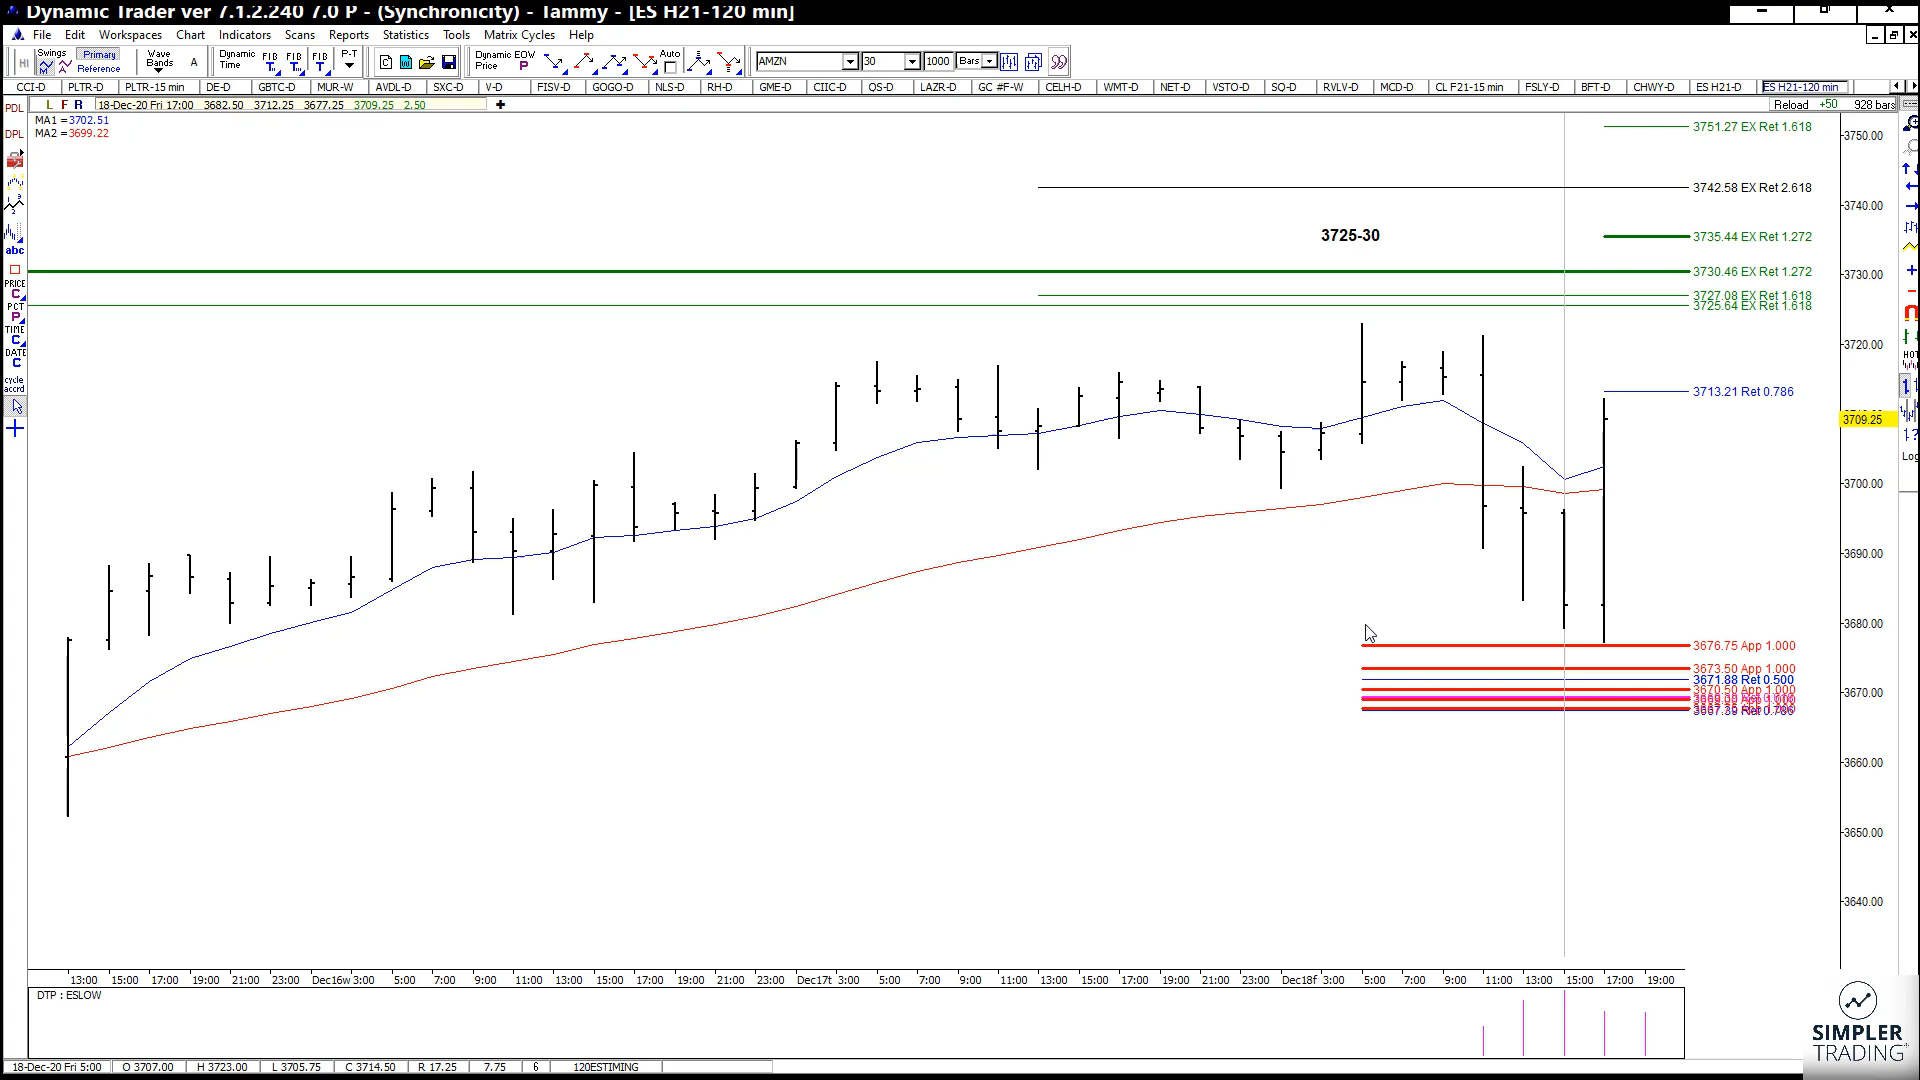 Dynamic Trader ver 7.1.2.240 7.0 P - (Synchronicity) - Tammy - [ES H21-120 min]
File Edit Workspaces Chart Indicators Scans Reports Statistics Tools Matrix Cycles Help
HI Swings M Primary Reference Wave Bands A Dynamic Time FIB T FIB T FIB T P-T Dynamic EOW Price P Auto AMZN 30 1000 Bars
CCI-D PLTR-D PLTR-15 min DE-D GBTC-D MUR-W AVDL-D SXC-D V-D FISV-D GOGO-D NLS-D RH-D GME-D CIIC-D QS-D LAZR-D GC #F-W CELH-D WMT-D NET-D VSTO-D SQ-D RVLV-D MCD-D CL F21-15 min FSLY-D BFT-D CHWY-D ES H21-D ES H21-120 min
PDL L F R 18-Dec-20 Fri 17:00 3682.50 3712.25 3677.25 3709.25 2.50 Reload +50 928 bars
MA1 =3702.51
MA2 =3699.22
DPL
abc
PRICE
C
PCT
P
TIME
C
DATE
C
cycle
accrd
3751.27 EX Ret 1.618
3742.58 EX Ret 2.618
3725-30
3735.44 EX Ret 1.272
3730.46 EX Ret 1.272
3727.08 EX Ret 1.618
3725.64 EX Ret 1.618
3713.21 Ret 0.786
3676.75 App 1.000
3673.50 App 1.000
3671.88 Ret 0.500
3670.50 App 1.000
3750.00
3740.00
3730.00
3720.00
3709.25
3700.00
3690.00
3680.00
3670.00
3660.00
3650.00
3640.00
HOT
Log
13:00 15:00 17:00 19:00 21:00 23:00 Dec16w 3:00 5:00 7:00 9:00 11:00 13:00 15:00 17:00 19:00 21:00 23:00 Dec17t 3:00 5:00 7:00 9:00 11:00 13:00 15:00 17:00 19:00 21:00 23:00 Dec18f 3:00 5:00 7:00 9:00 11:00 13:00 15:00 17:00 19:00
DTP : ESLOW
18-Dec-20 Fri 5:00 O 3707.00 H 3723.00 L 3705.75 C 3714.50 R 17.25 7.75 6 120ESTIMING
SIMPLER
TRADING